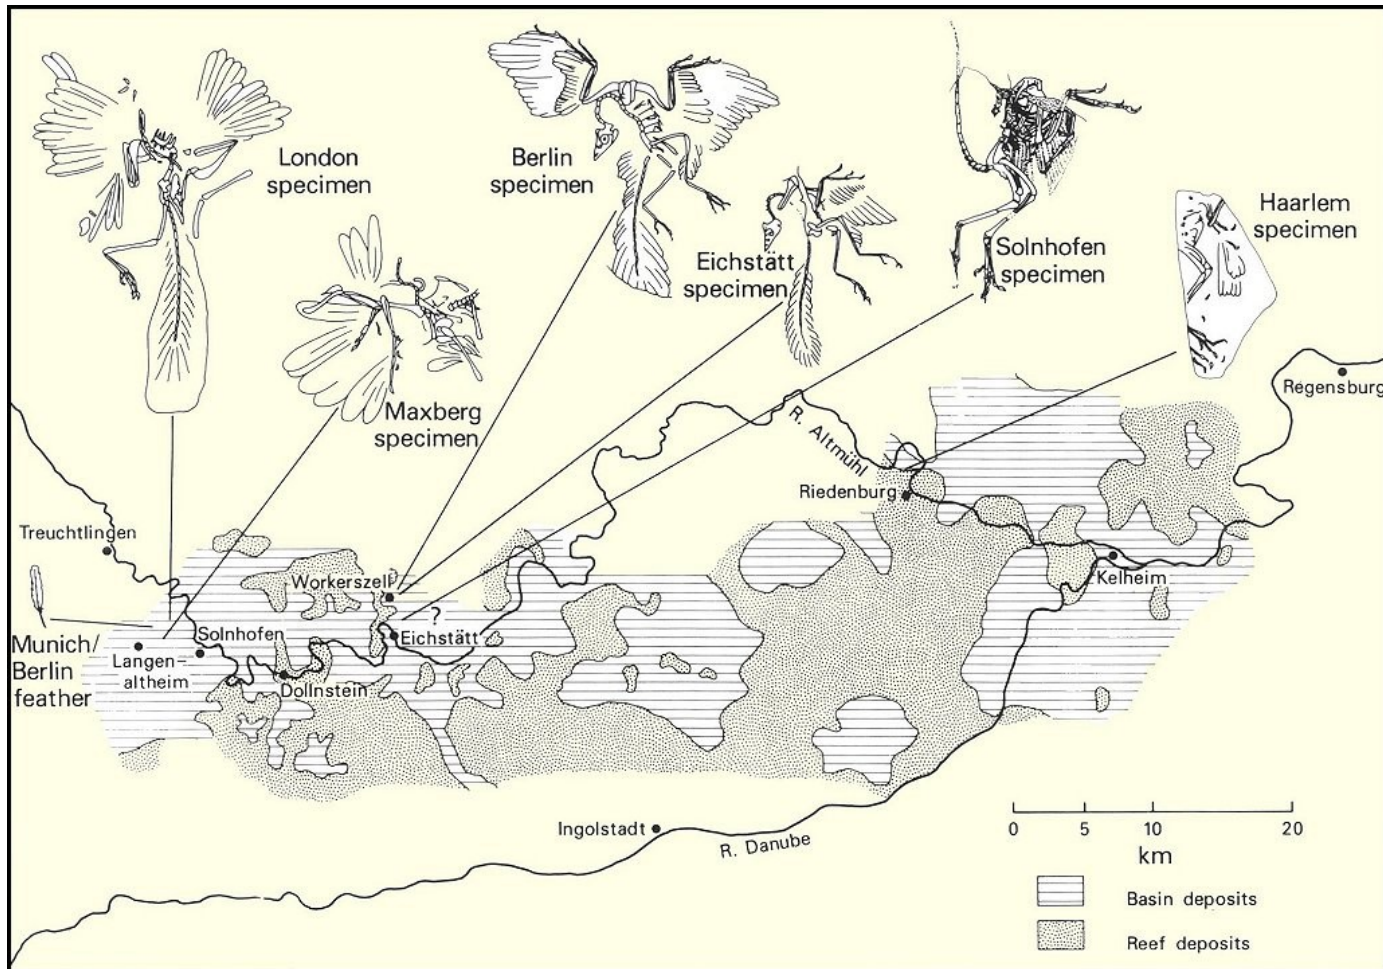 London
specimen
Berlin
specimen
Eichstätt
specimen
Solnhofen
specimen
Haarlem
specimen
Maxberg
specimen
Regensburg
R. Altmühl
Riedenburg
Treuchtlingen
Workerszell
Kelheim
?
Munich/
Berlin
feather
Solnhofen
Eichstätt
Langen-
altheim
Dollnstein
Ingolstadt
R. Danube
0 5 10 20
km
Basin deposits
Reef deposits